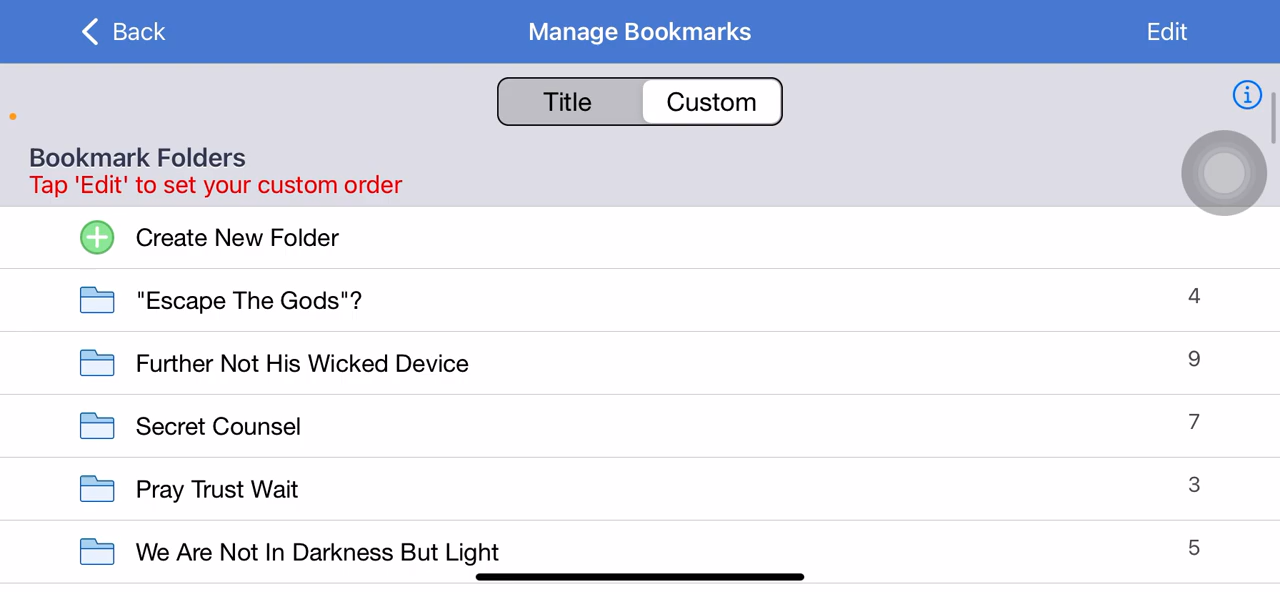 Back
Manage Bookmarks
Edit
Title
Custom
Bookmark Folders
Tap 'Edit' to set your custom order
Create New Folder
"Escape The Gods"? 4
Further Not His Wicked Device 9
Secret Counsel 7
Pray Trust Wait 3
We Are Not In Darkness But Light 5